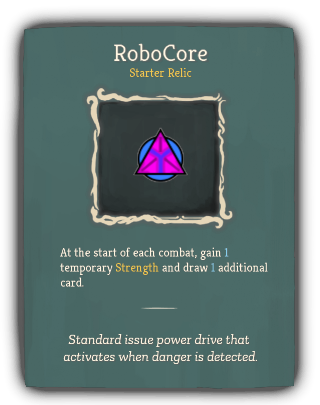 RoboCore
Starter Relic
At the start of each combat, gain 1
temporary Strength and draw 1 additional
card.
Standard issue power drive that
activates when danger is detected.